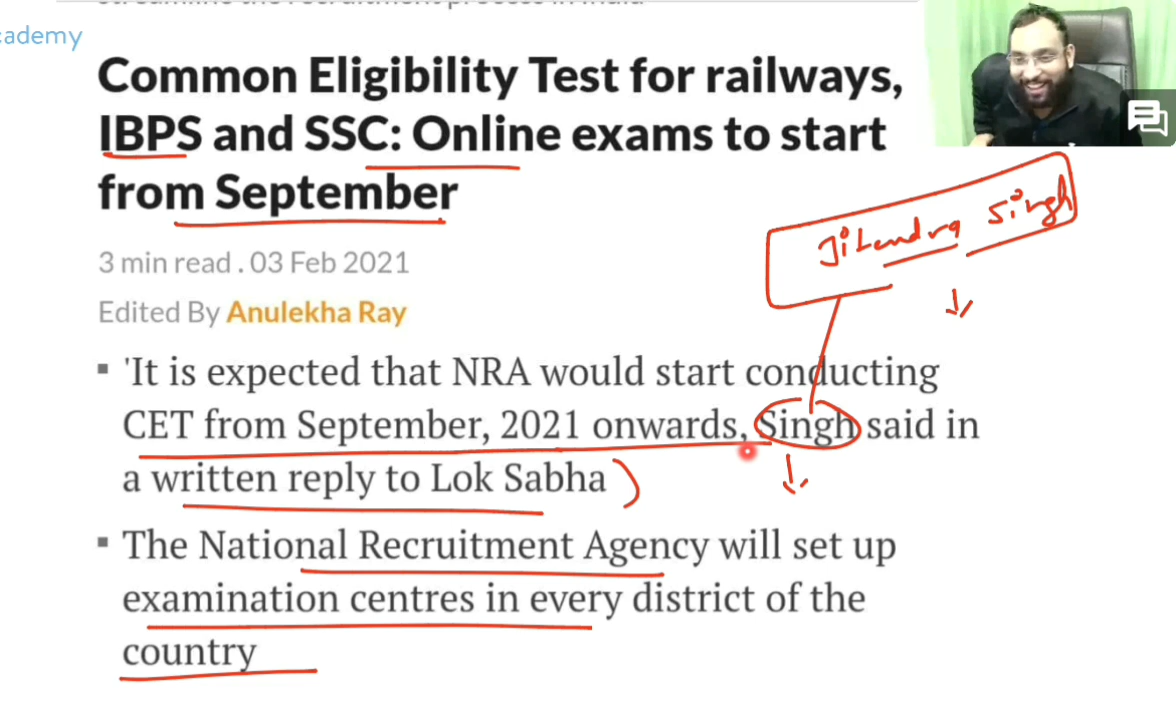 cademy
Common Eligibility Test for railways,
IBPS and SSC: Online exams to start
from September
3 min read . 03 Feb 2021
Edited By Anulekha Ray
Jitendra Singh
▪ 'It is expected that NRA would start conducting
CET from September, 2021 onwards, Singh said in
a written reply to Lok Sabha )
▪ The National Recruitment Agency will set up
examination centres in every district of the
country